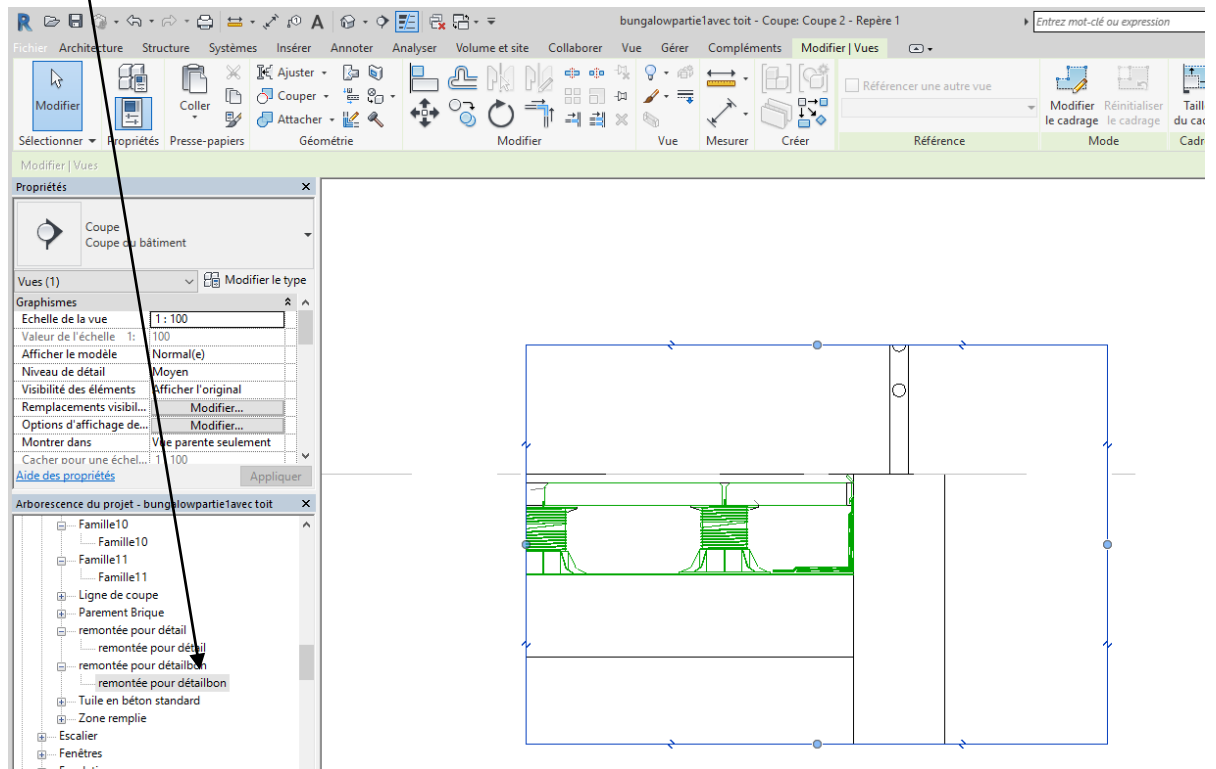 bungalowpartie1avec toit - Coupe: Coupe 2 - Repère 1
Entrez mot-clé ou expression
Fichier Architecture Structure Systèmes Insérer Annoter Analyser Volume et site Collaborer Vue Gérer Compléments Modifier | Vues
Modifier
Coller
Ajuster
Couper
Attacher
Référencer une autre vue
Modifier le cadrage
Réinitialiser le cadrage
Sélectionner Propriétés Presse-papiers Géométrie Modifier Vue Mesurer Créer Référence Mode
Modifier | Vues
Propriétés
Coupe
Coupe du bâtiment
Vues (1) Modifier le type
Graphismes
Echelle de la vue 1 : 100
Valeur de l'échelle 1: 100
Afficher le modèle Normal(e)
Niveau de détail Moyen
Visibilité des éléments Afficher l'original
Remplacements visibil... Modifier...
Options d'affichage de... Modifier...
Montrer dans Vue parente seulement
Cacher pour une échel... 1 : 100
Aide des propriétés Appliquer
Arborescence du projet - bungalowpartie1avec toit
Famille10
Famille10
Famille11
Famille11
Ligne de coupe
Parement Brique
remontée pour détail
remontée pour détail
remontée pour détailbon
remontée pour détailbon
Tuile en béton standard
Zone remplie
Escalier
Fenêtres